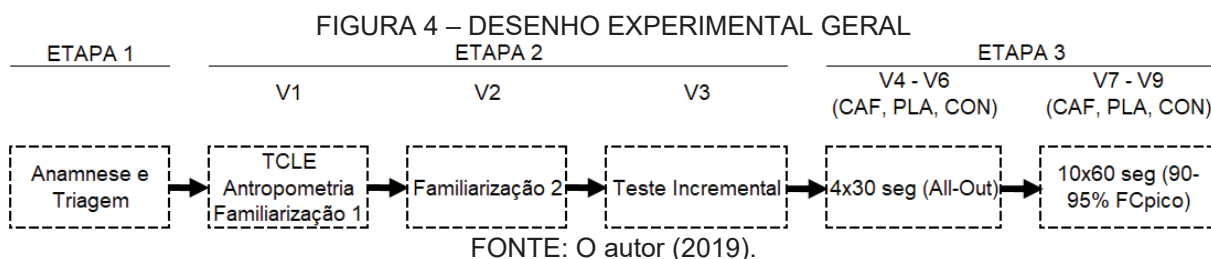 FIGURA 4 – DESENHO EXPERIMENTAL GERAL
ETAPA 1
ETAPA 2
ETAPA 3
V1
V2
V3
V4 - V6
(CAF, PLA, CON)
V7 - V9
(CAF, PLA, CON)
Anamnese e
Triagem
TCLE
Antropometria
Familiarização 1
Familiarização 2
Teste Incremental
4x30 seg (All-Out)
10x60 seg (90-
95% FCpico)
FONTE: O autor (2019).